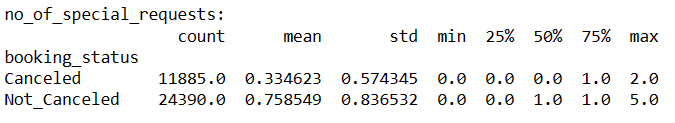 no_of_special_requests:
count mean std min 25% 50% 75% max
booking_status
Canceled 11885.0 0.334623 0.574345 0.0 0.0 0.0 1.0 2.0
Not_Canceled 24390.0 0.758549 0.836532 0.0 0.0 1.0 1.0 5.0